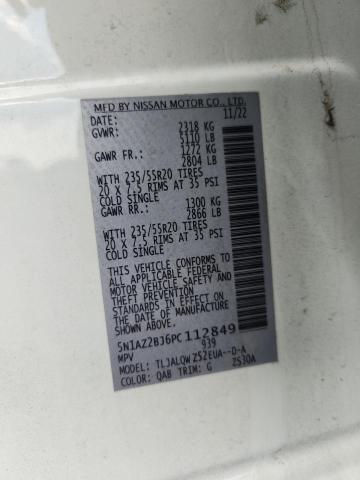 MFD BY NISSAN MOTOR CO., LTD.
DATE: 11/22
GVWR: 2318 KG
5110 LB
GAWR FR.: 1272 KG
2804 LB
WITH 235/55R20 TIRES
20 X 7.5 RIMS AT 35 PSI
COLD SINGLE
GAWR RR.: 1300 KG
2866 LB
WITH 235/55R20 TIRES
20 X 7.5 RIMS AT 35 PSI
COLD SINGLE
THIS VEHICLE CONFORMS TO
ALL APPLICABLE FEDERAL
MOTOR VEHICLE SAFETY AND
THEFT PREVENTION STANDARDS
IN EFFECT ON THE DATE
OF MANUFACTURE SHOWN
ABOVE
5N1AZ2BJ6PC112849
MPV 939
MODEL: TLJALQWZS2EUA--D-A
COLOR: QAB TRIM: G ZS30A